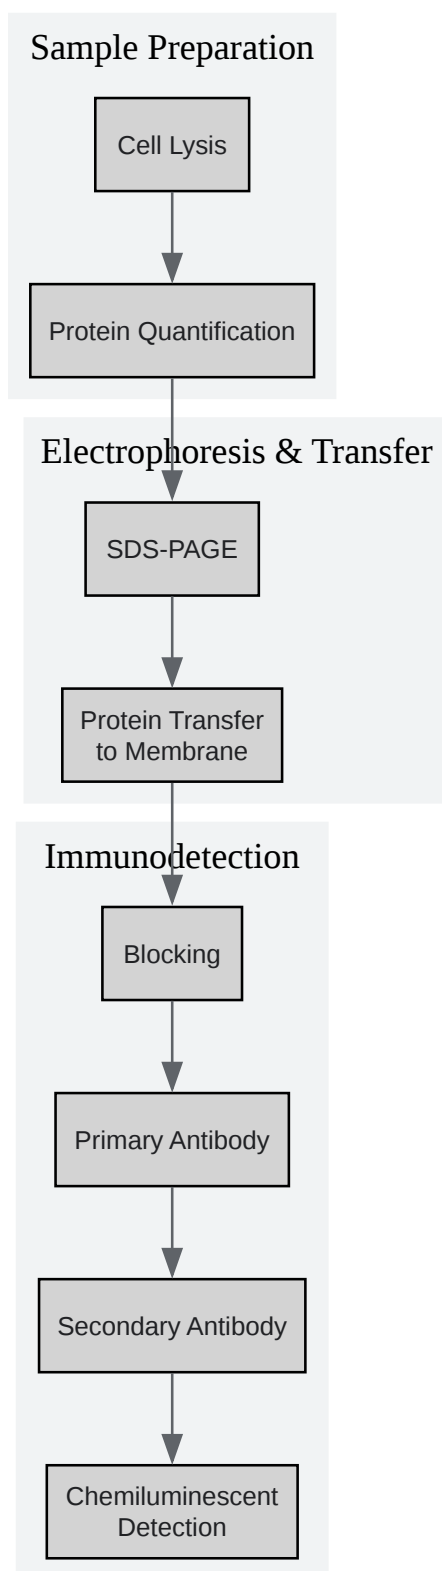 Sample Preparation
Cell Lysis
Protein Quantification
Electrophoresis & Transfer
SDS-PAGE
Protein Transfer
to Membrane
Immunodetection
Blocking
Primary Antibody
Secondary Antibody
Chemiluminescent
Detection